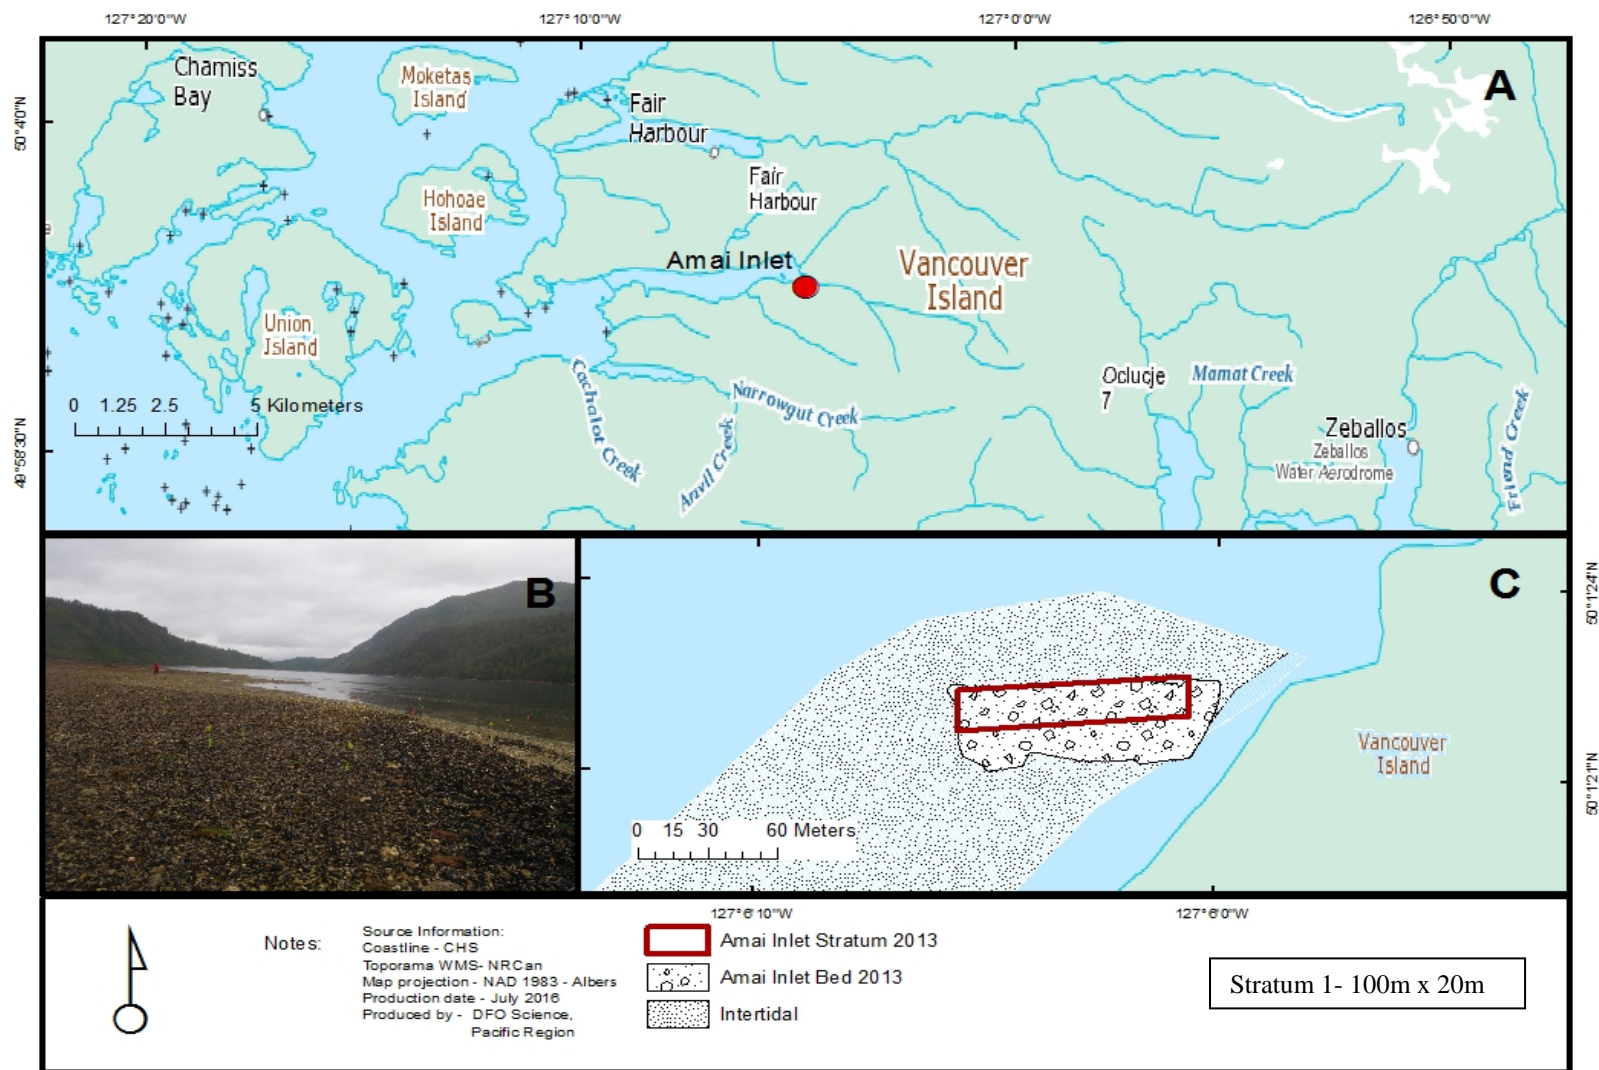 127°20'0"W 127°10'0"W 127°0'0"W 126°50'0"W
50°4'0"N
49°58'30"N
A
Chamiss
Bay
Moketas
Island
Fair
Harbour
Hohoae
Island
Fair
Harbour
Amai Inlet
Vancouver
Island
Union
Island
0 1.25 2.5 5 Kilometers
Cachalot Creek
Narrowgut Creek
Anvil Creek
Oclucje
7
Mamat Creek
Zeballos
Zeballos
Water Aerodrome
Friend Creek
B
C
50°1'24"N
50°1'21"N
Vancouver
Island
0 15 30 60 Meters
127°6'10"W 127°6'0"W
Notes:
Source Information:
Coastline - CHS
Toporama WMS- NRCan
Map projection - NAD 1983 - Albers
Production date - July 2016
Produced by - DFO Science,
Pacific Region
Amai Inlet Stratum 2013
Amai Inlet Bed 2013
Intertidal
Stratum 1- 100m x 20m